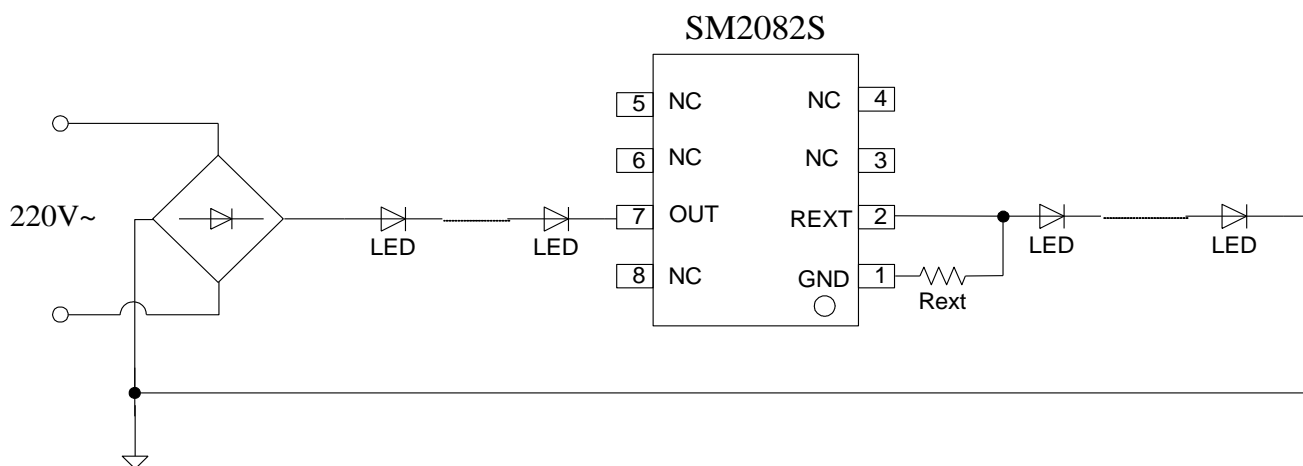 SM2082S
5 NC NC 4
6 NC NC 3
220V~
7 OUT REXT 2
LED LED LED LED
8 NC GND 1
Rext